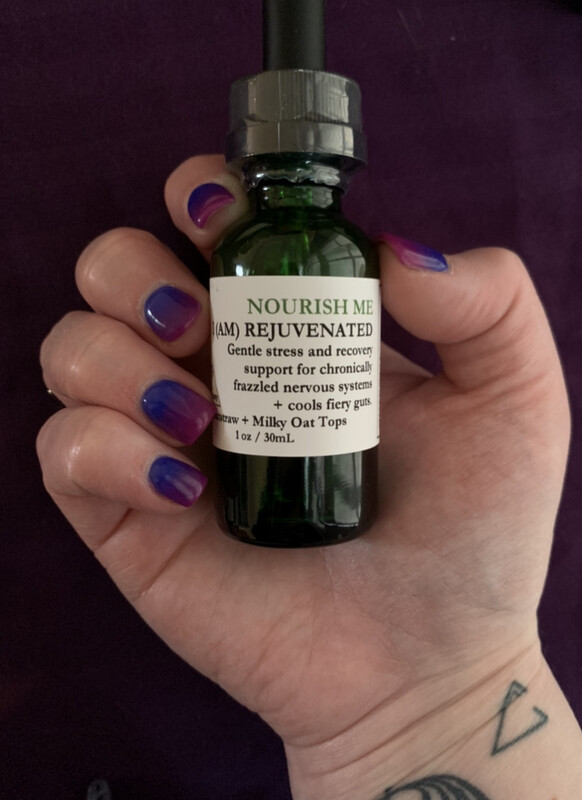 NOURISH ME
(AM) REJUVENATED
Gentle stress and recovery
support for chronically
frazzled nervous systems
+ cools fiery guts.
+ Milky Oat Tops
1 oz / 30mL